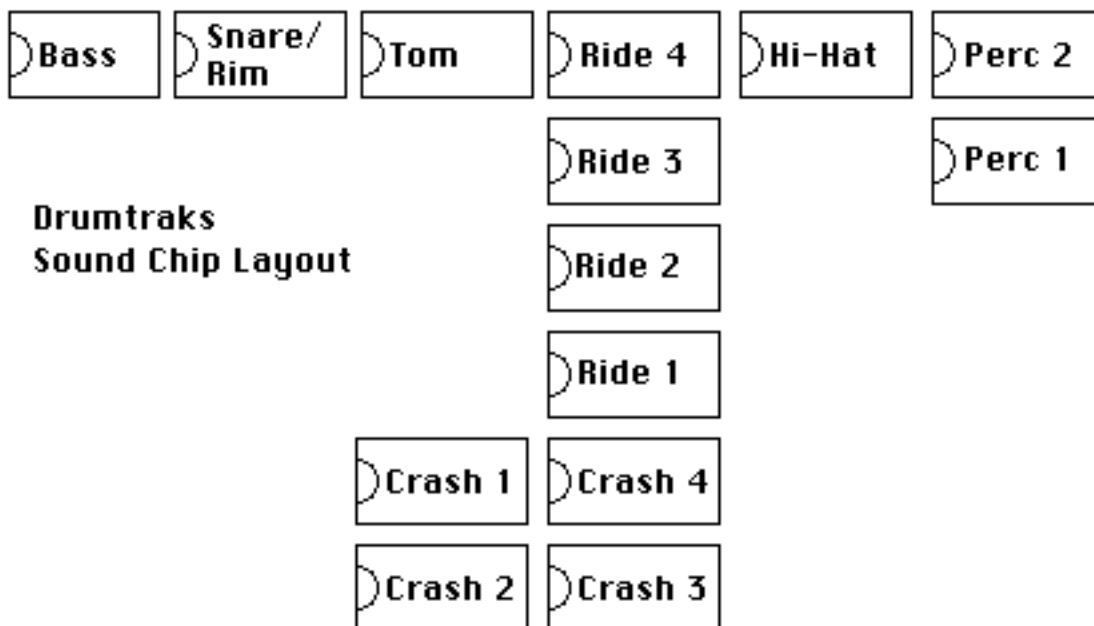 Bass
Snare/
Rim
Tom
Ride 4
Hi-Hat
Perc 2
Ride 3
Perc 1
Drumtraks
Sound Chip Layout
Ride 2
Ride 1
Crash 1
Crash 4
Crash 2
Crash 3